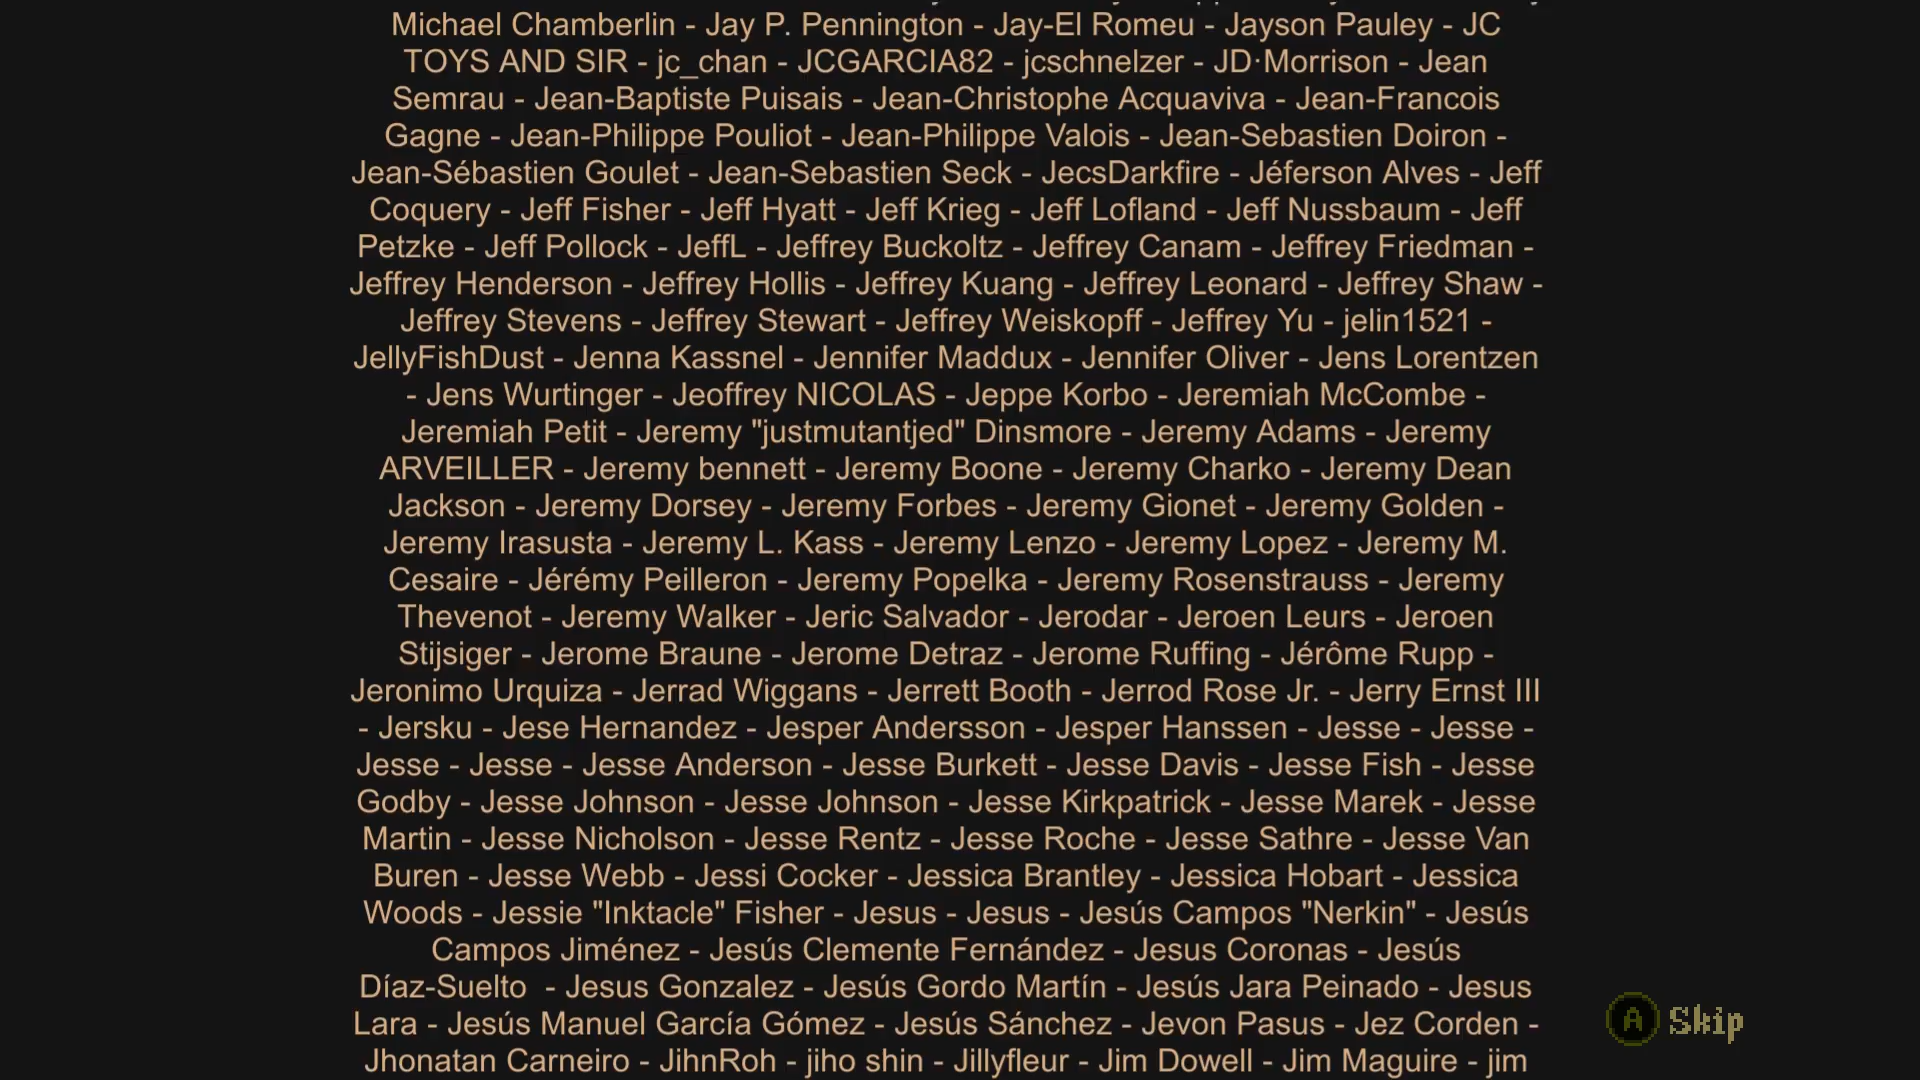 Michael Chamberlin - Jay P. Pennington - Jay-El Romeu - Jayson Pauley - JC
TOYS AND SIR - jc_chan - JCGARCIA82 - jcschnelzer - JD·Morrison - Jean
Semrau - Jean-Baptiste Puisais - Jean-Christophe Acquaviva - Jean-Francois
Gagne - Jean-Philippe Pouliot - Jean-Philippe Valois - Jean-Sebastien Doiron -
Jean-Sébastien Goulet - Jean-Sebastien Seck - JecsDarkfire - Jéferson Alves - Jeff
Coquery - Jeff Fisher - Jeff Hyatt - Jeff Krieg - Jeff Lofland - Jeff Nussbaum - Jeff
Petzke - Jeff Pollock - JeffL - Jeffrey Buckoltz - Jeffrey Canam - Jeffrey Friedman -
Jeffrey Henderson - Jeffrey Hollis - Jeffrey Kuang - Jeffrey Leonard - Jeffrey Shaw -
Jeffrey Stevens - Jeffrey Stewart - Jeffrey Weiskopff - Jeffrey Yu - jelin1521 -
JellyFishDust - Jenna Kassnel - Jennifer Maddux - Jennifer Oliver - Jens Lorentzen
- Jens Wurtinger - Jeoffrey NICOLAS - Jeppe Korbo - Jeremiah McCombe -
Jeremiah Petit - Jeremy "justmutantjed" Dinsmore - Jeremy Adams - Jeremy
ARVEILLER - Jeremy bennett - Jeremy Boone - Jeremy Charko - Jeremy Dean
Jackson - Jeremy Dorsey - Jeremy Forbes - Jeremy Gionet - Jeremy Golden -
Jeremy Irasusta - Jeremy L. Kass - Jeremy Lenzo - Jeremy Lopez - Jeremy M.
Cesaire - Jérémy Peilleron - Jeremy Popelka - Jeremy Rosenstrauss - Jeremy
Thevenot - Jeremy Walker - Jeric Salvador - Jerodar - Jeroen Leurs - Jeroen
Stijsiger - Jerome Braune - Jerome Detraz - Jerome Ruffing - Jérôme Rupp -
Jeronimo Urquiza - Jerrad Wiggans - Jerrett Booth - Jerrod Rose Jr. - Jerry Ernst III
- Jersku - Jese Hernandez - Jesper Andersson - Jesper Hanssen - Jesse - Jesse -
Jesse - Jesse - Jesse Anderson - Jesse Burkett - Jesse Davis - Jesse Fish - Jesse
Godby - Jesse Johnson - Jesse Johnson - Jesse Kirkpatrick - Jesse Marek - Jesse
Martin - Jesse Nicholson - Jesse Rentz - Jesse Roche - Jesse Sathre - Jesse Van
Buren - Jesse Webb - Jessi Cocker - Jessica Brantley - Jessica Hobart - Jessica
Woods - Jessie "Inktacle" Fisher - Jesus - Jesus - Jesús Campos "Nerkin" - Jesús
Campos Jiménez - Jesús Clemente Fernández - Jesus Coronas - Jesús
Díaz-Suelto  - Jesus Gonzalez - Jesús Gordo Martín - Jesús Jara Peinado - Jesus
Lara - Jesús Manuel García Gómez - Jesús Sánchez - Jevon Pasus - Jez Corden -
Jhonatan Carneiro - JihnRoh - jiho shin - Jillyfleur - Jim Dowell - Jim Maguire - jim
A Skip